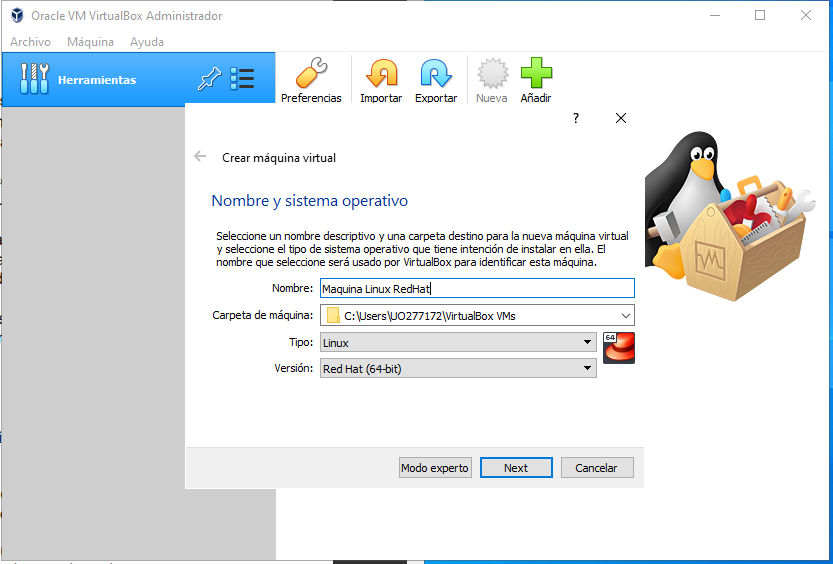 Oracle VM VirtualBox Administrador
Archivo Máquina Ayuda
Herramientas
Preferencias Importar Exportar Nueva Añadir
?
Crear máquina virtual
Nombre y sistema operativo
Seleccione un nombre descriptivo y una carpeta destino para la nueva máquina virtual
y seleccione el tipo de sistema operativo que tiene intención de instalar en ella. El
nombre que seleccione será usado por VirtualBox para identificar esta máquina.
Nombre: Maquina Linux RedHat
Carpeta de máquina: C:\Users\UO277172\VirtualBox VMs
Tipo: Linux
64
Versión: Red Hat (64-bit)
Modo experto Next Cancelar